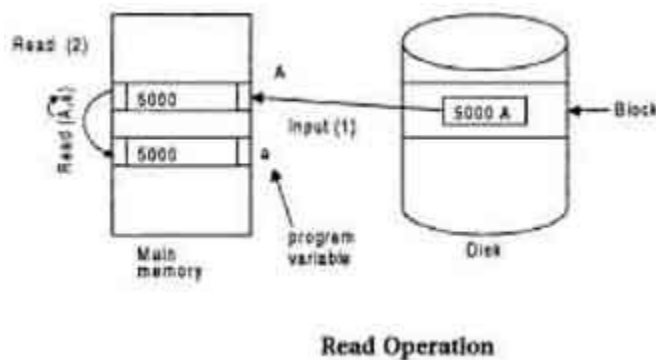 Read (2)
A
5000
5000 A
Block
Input (1)
Read (A,a)
5000
a
program
variable
Main
memory
Disk
Read Operation